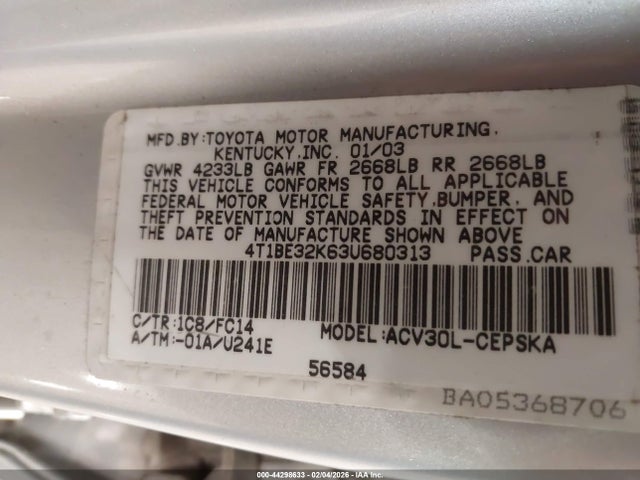 MFD.BY:TOYOTA MOTOR MANUFACTURING.
KENTUCKY.INC. 01/03
GVWR 4233LB GAWR FR 2668LB RR 2668LB
THIS VEHICLE CONFORMS TO ALL APPLICABLE
FEDERAL MOTOR VEHICLE SAFETY.BUMPER. AND
THEFT PREVENTION STANDARDS IN EFFECT ON
THE DATE OF MANUFACTURE SHOWN ABOVE
4T1BE32K63U680313 PASS.CAR
C/TR:1C8/FC14 MODEL:ACV30L-CEPSKA
A/TM:-01A/U241E
56584
BA05368706
000-44298633 - 02/04/2026 - IAA Inc.